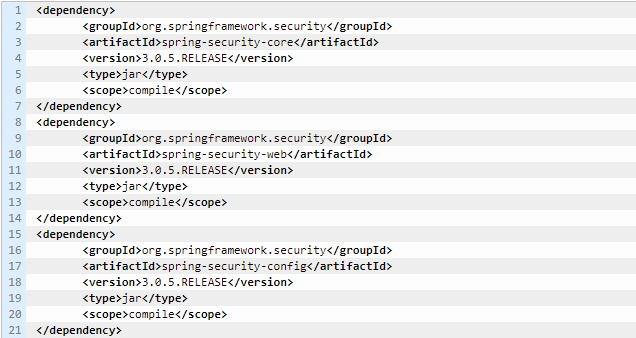 1 <dependency>
2 <groupId>org.springframework.security</groupId>
3 <artifactId>spring-security-core</artifactId>
4 <version>3.0.5.RELEASE</version>
5 <type>jar</type>
6 <scope>compile</scope>
7 </dependency>
8 <dependency>
9 <groupId>org.springframework.security</groupId>
10 <artifactId>spring-security-web</artifactId>
11 <version>3.0.5.RELEASE</version>
12 <type>jar</type>
13 <scope>compile</scope>
14 </dependency>
15 <dependency>
16 <groupId>org.springframework.security</groupId>
17 <artifactId>spring-security-config</artifactId>
18 <version>3.0.5.RELEASE</version>
19 <type>jar</type>
20 <scope>compile</scope>
21 </dependency>